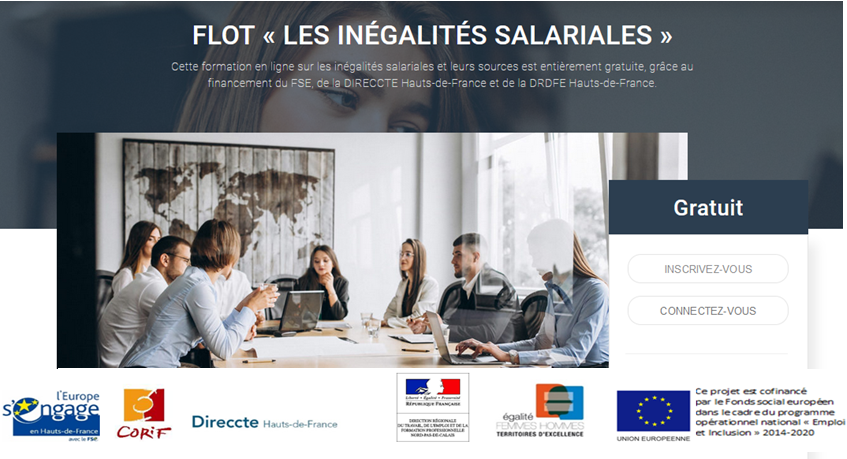 FLOT « LES INÉGALITÉS SALARIALES »
Cette formation en ligne sur les inégalités salariales et leurs sources est entièrement gratuite, grâce au
financement du FSE, de la DIRECCTE Hauts-de-France et de la DRDFE Hauts-de-France.
Gratuit
INSCRIVEZ-VOUS
CONNECTEZ-VOUS
l'Europe
s'engage
en Hauts-de-France
avec le FSE
CORIF
Direccte Hauts-de-France
Liberté • Égalité • Fraternité
RÉPUBLIQUE FRANÇAISE
DIRECTION RÉGIONALE
DU TRAVAIL, DE L'EMPLOI ET DE LA
FORMATION PROFESSIONNELLE
NORD-PAS-DE-CALAIS
égalité
FEMMES HOMMES
TERRITOIRES D'EXCELLENCE
UNION EUROPEENNE
Ce projet est cofinancé
par le Fonds social européen
dans le cadre du programme
opérationnel national « Emploi
et Inclusion » 2014-2020